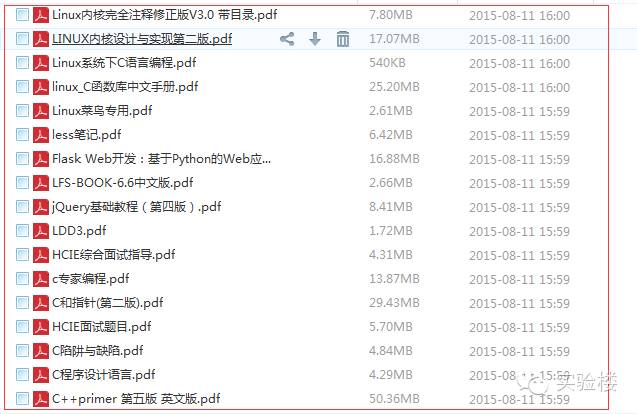 Linux内核完全注释修正版V3.0 带目录.pdf 7.80MB 2015-08-11 16:00
LINUX内核设计与实现第二版.pdf 17.07MB 2015-08-11 16:00
Linux系统下C语言编程.pdf 540KB 2015-08-11 16:00
linux_C函数库中文手册.pdf 25.20MB 2015-08-11 16:00
Linux菜鸟专用.pdf 2.61MB 2015-08-11 15:59
less笔记.pdf 6.42MB 2015-08-11 15:59
Flask Web开发：基于Python的Web应... 16.88MB 2015-08-11 15:59
LFS-BOOK-6.6中文版.pdf 2.66MB 2015-08-11 15:59
jQuery基础教程（第四版）.pdf 8.41MB 2015-08-11 15:59
LDD3.pdf 1.72MB 2015-08-11 15:59
HCIE综合面试指导.pdf 4.31MB 2015-08-11 15:59
c专家编程.pdf 13.87MB 2015-08-11 15:59
C和指针(第二版).pdf 29.43MB 2015-08-11 15:59
HCIE面试题目.pdf 5.70MB 2015-08-11 15:59
C陷阱与缺陷.pdf 4.84MB 2015-08-11 15:59
C程序设计语言.pdf 4.29MB 2015-08-11 15:59
C++primer 第五版 英文版.pdf 50.36MB 2015-08-11 15:59
实验楼